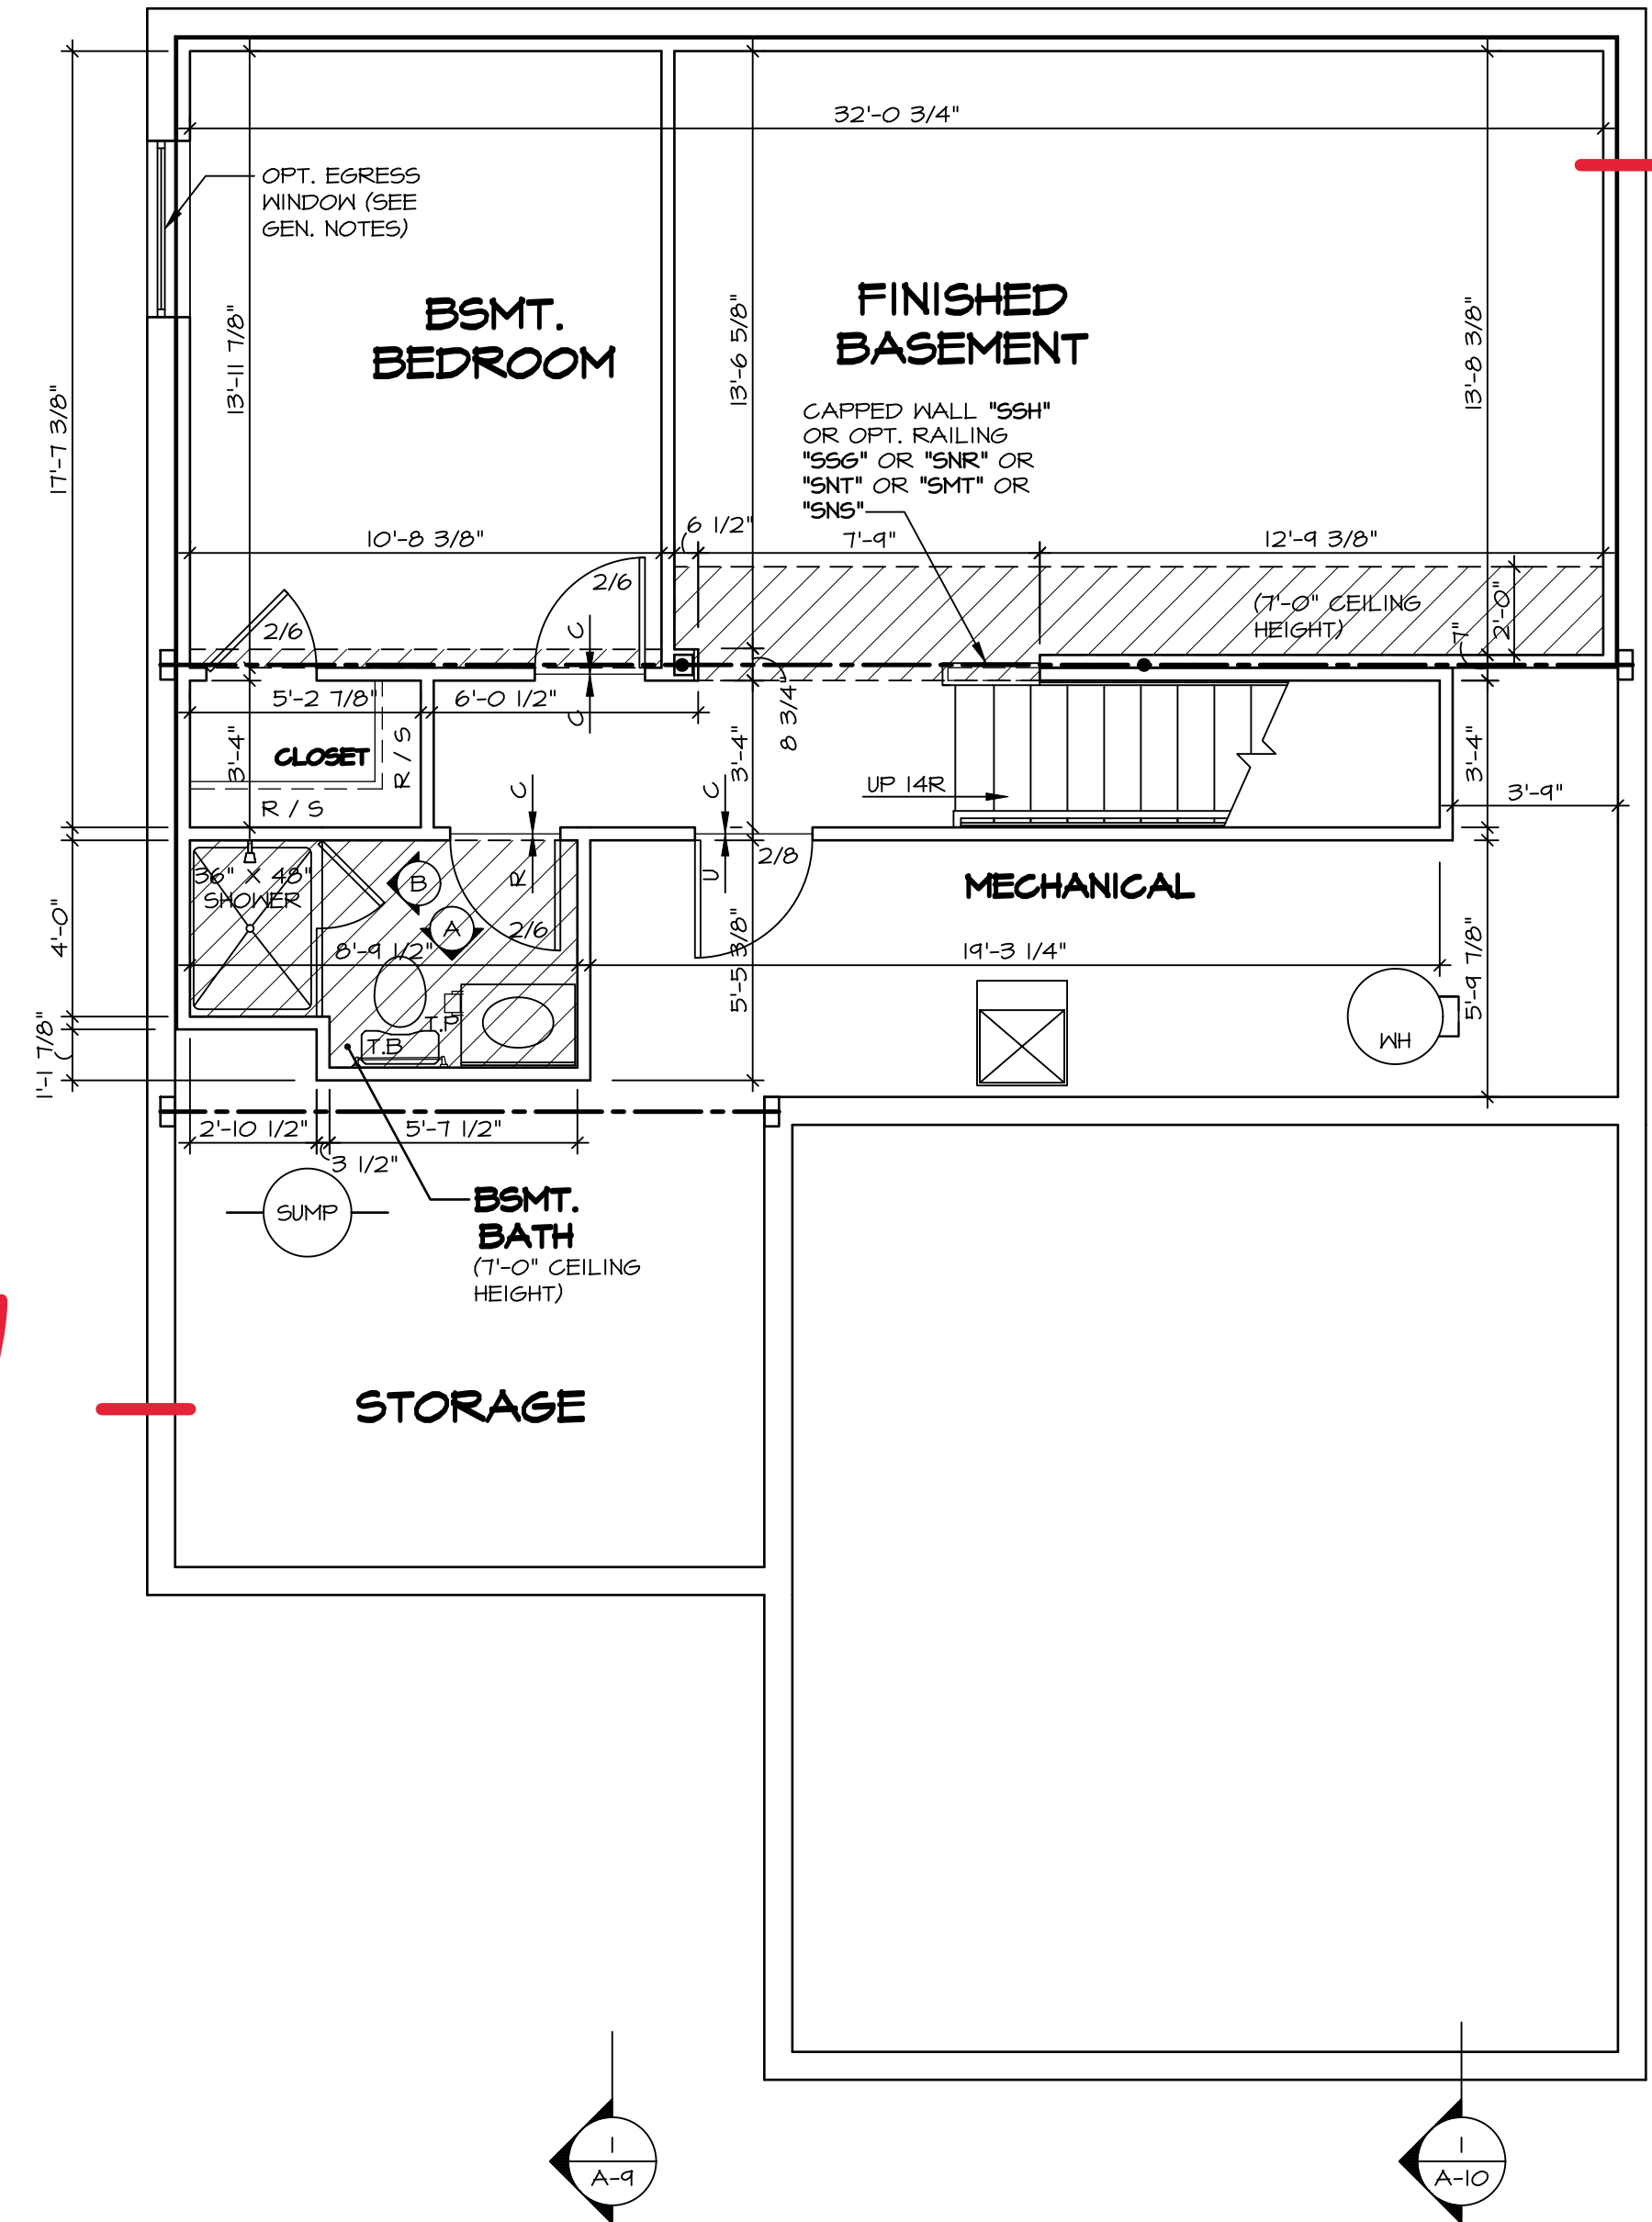 32'-0 3/4"
OPT. EGRESS
WINDOW (SEE
GEN. NOTES)
BSMT.
BEDROOM
FINISHED
BASEMENT
13'-11 7/8"
13'-6 5/8"
13'-8 3/8"
17'-7 3/8"
CAPPED WALL "SSH"
OR OPT. RAILING
"SSG" OR "SNR" OR
"SNT" OR "SMT" OR
"SNS"
10'-8 3/8"
6 1/2"
7'-9"
12'-9 3/8"
2/6
2/6
C
C
(7'-0" CEILING
HEIGHT)
7"
2'-0"
5'-2 7/8"
6'-0 1/2"
8 3/4"
CLOSET
3'-4"
R / S
R / S
3'-4"
3'-4"
UP 14R
3'-9"
C
C
R
U
2/8
36" X 48"
SHOWER
B
A
2/6
MECHANICAL
4'-0"
8'-9 1/2"
5'-5 3/8"
19'-3 1/4"
5'-9 7/8"
T.P
T.B
WH
1'-1 7/8"
2'-10 1/2"
5'-7 1/2"
3 1/2"
SUMP
BSMT.
BATH
(7'-0" CEILING
HEIGHT)
STORAGE
1
A-9
1
A-10